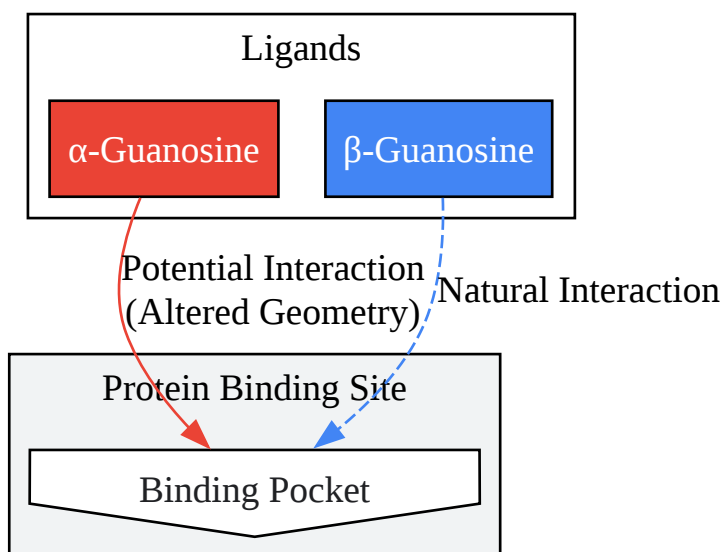 Ligands
α-Guanosine
β-Guanosine
Potential Interaction
(Altered Geometry)
Natural Interaction
Protein Binding Site
Binding Pocket